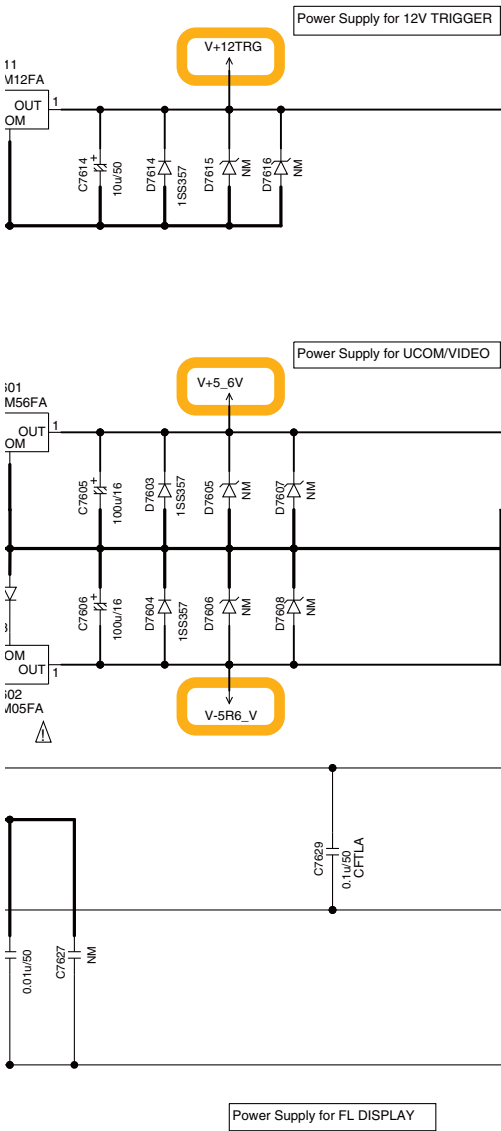 Power Supply for 12V TRIGGER
V+12TRG
11
M12FA
OUT
1
OM
C7614
+
10u/50
D7614
1SS357
D7615
NM
D7616
NM
Power Supply for UCOM/VIDEO
V+5_6V
601
M56FA
OUT
1
OM
C7605
+
100u/16
D7603
1SS357
D7605
NM
D7607
NM
C7606
+
100u/16
D7604
1SS357
D7606
NM
D7608
NM
OM
OUT
1
602
M05FA
V-5R6_V
!
C7629
0.1u/50
CFTLA
0.01u/50
C7627
NM
Power Supply for FL DISPLAY